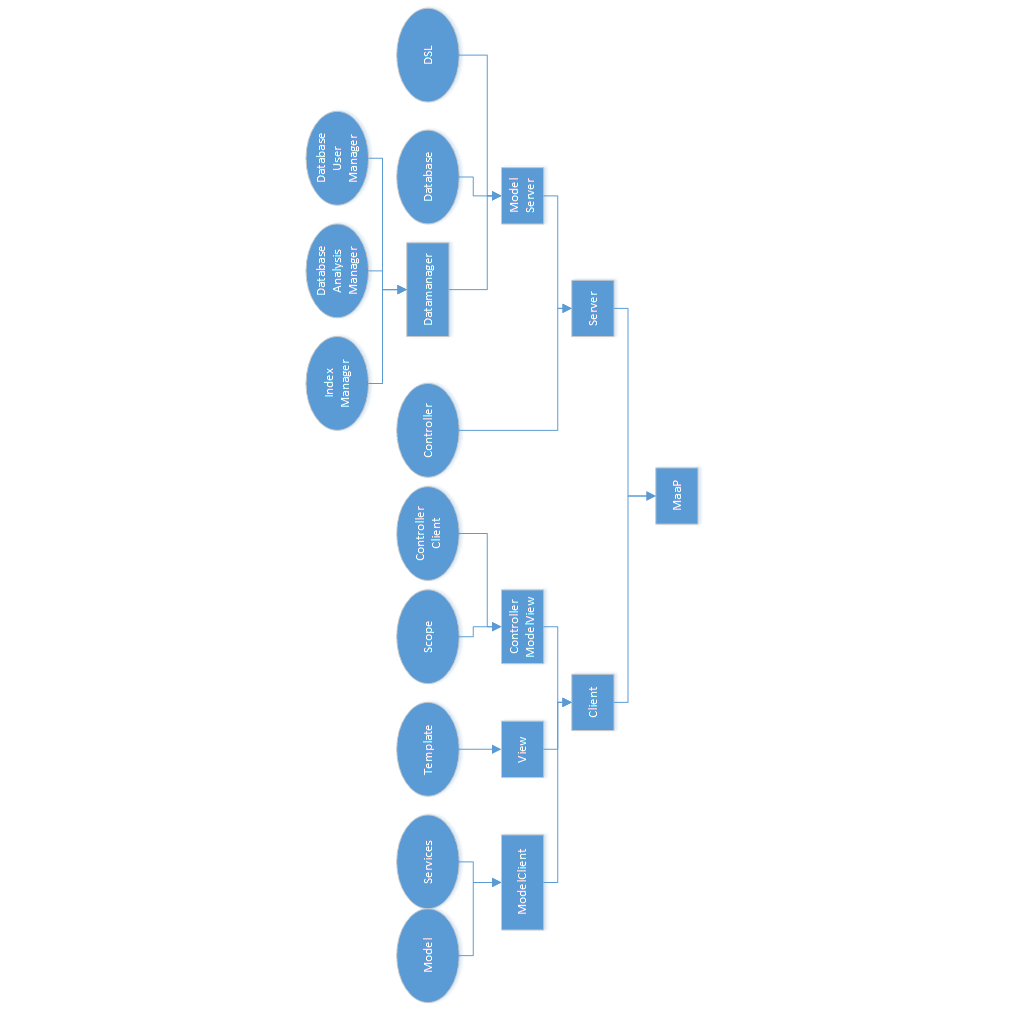 Index
Manager
Database
Analysis
Manager
Database
User
Manager
Model
Services
Template
Scope
Controller
Client
Controller
Datamanager
Database
DSL
ModelClient
View
Controller
ModelView
Model
Server
Client
Server
MaaP